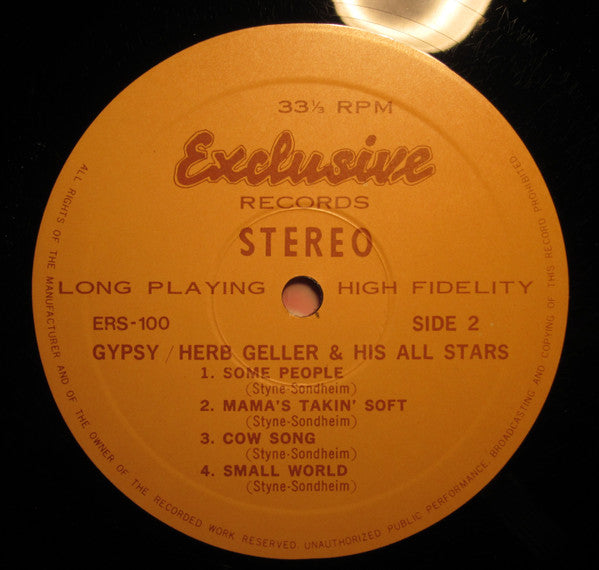 33⅓ RPM
Exclusive
RECORDS
STEREO
LONG PLAYING HIGH FIDELITY
ERS-100 SIDE 2
GYPSY / HERB GELLER & HIS ALL STARS
1. SOME PEOPLE
(Styne-Sondheim)
2. MAMA'S TAKIN' SOFT
(Styne-Sondheim)
3. COW SONG
(Styne-Sondheim)
4. SMALL WORLD
(Styne-Sondheim)
ALL RIGHTS OF THE MANUFACTURER AND OF THE OWNER OF THE RECORDED WORK RESERVED. UNAUTHORIZED PUBLIC PERFORMANCE BROADCASTING AND COPYING OF THIS RECORD PROHIBITED